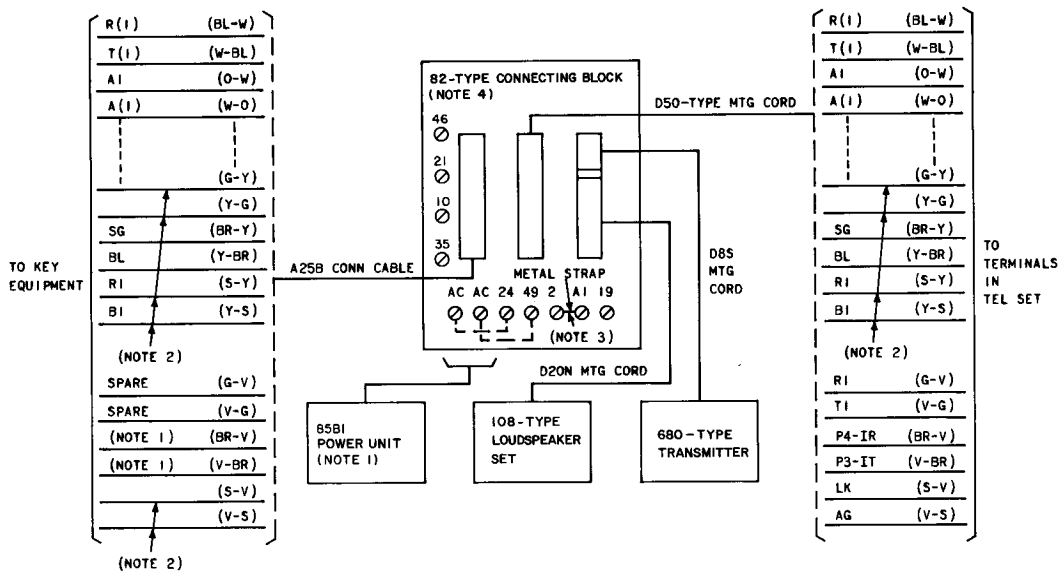 R(1) (BL-W)
T(1) (W-BL)
A1 (O-W)
A(1) (W-O)
(G-Y)
(Y-G)
SG (BR-Y)
BL (Y-BR)
R1 (S-Y)
B1 (Y-S)
(NOTE 2)
SPARE (G-V)
SPARE (V-G)
(NOTE 1) (BR-V)
(NOTE 1) (V-BR)
(S-V)
(V-S)
(NOTE 2)
TO KEY
EQUIPMENT
A25B CONN CABLE
82-TYPE CONNECTING BLOCK
(NOTE 4)
46
21
10
35
METAL STRAP
AC AC 24 49 2 A1 19
(NOTE 3)
D50-TYPE MTG CORD
D8S
MTG
CORD
D20N MTG CORD
85B1
POWER UNIT
(NOTE 1)
108-TYPE
LOUDSPEAKER
SET
680-TYPE
TRANSMITTER
R(1) (BL-W)
T(1) (W-BL)
A1 (O-W)
A(1) (W-O)
(G-Y)
(Y-G)
SG (BR-Y)
BL (Y-BR)
R1 (S-Y)
B1 (Y-S)
(NOTE 2)
R1 (G-V)
T1 (V-G)
P4-1R (BR-V)
P3-1T (V-BR)
LK (S-V)
AG (V-S)
TO
TERMINALS
IN
TEL SET